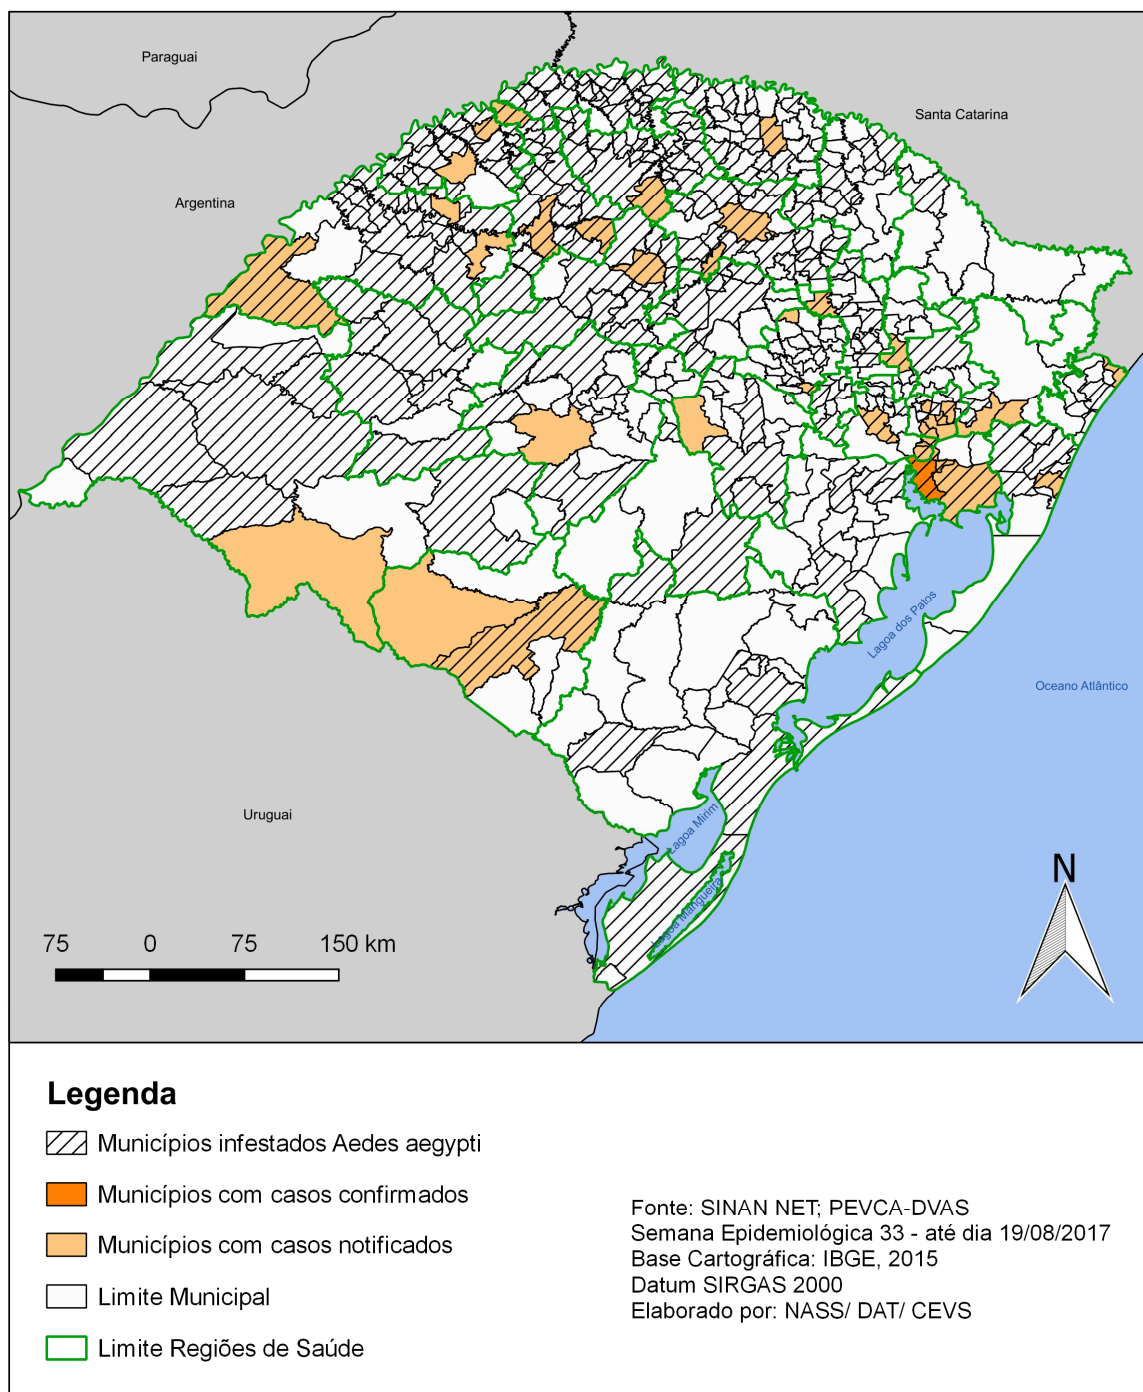 Paraguai
Santa Catarina
Argentina
Lagoa dos Patos
Oceano Atlântico
Uruguai
Lagoa Mirim
Lagoa Mangueira
N
75 0 75 150 km
Legenda
Municípios infestados Aedes aegypti
Municípios com casos confirmados
Municípios com casos notificados
Limite Municipal
Limite Regiões de Saúde
Fonte: SINAN NET; PEVCA-DVAS
Semana Epidemiológica 33 - até dia 19/08/2017
Base Cartográfica: IBGE, 2015
Datum SIRGAS 2000
Elaborado por: NASS/ DAT/ CEVS